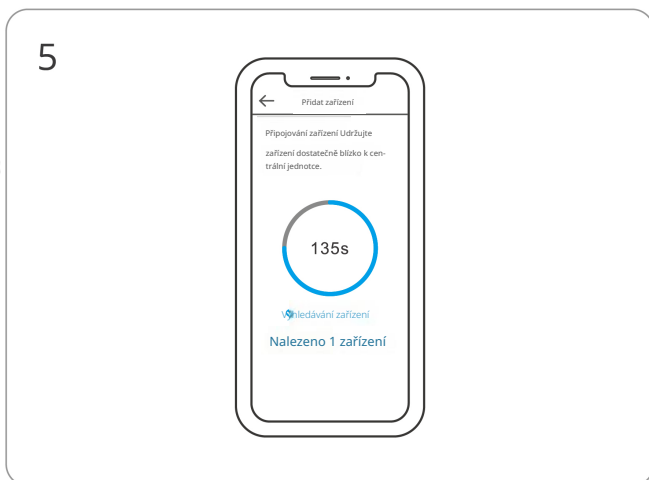 5
Přidat zařízení
Připojování zařízení Udržujte
zařízení dostatečně blízko k cen-
trální jednotce.
135s
Vyhledávání zařízení
Nalezeno 1 zařízení